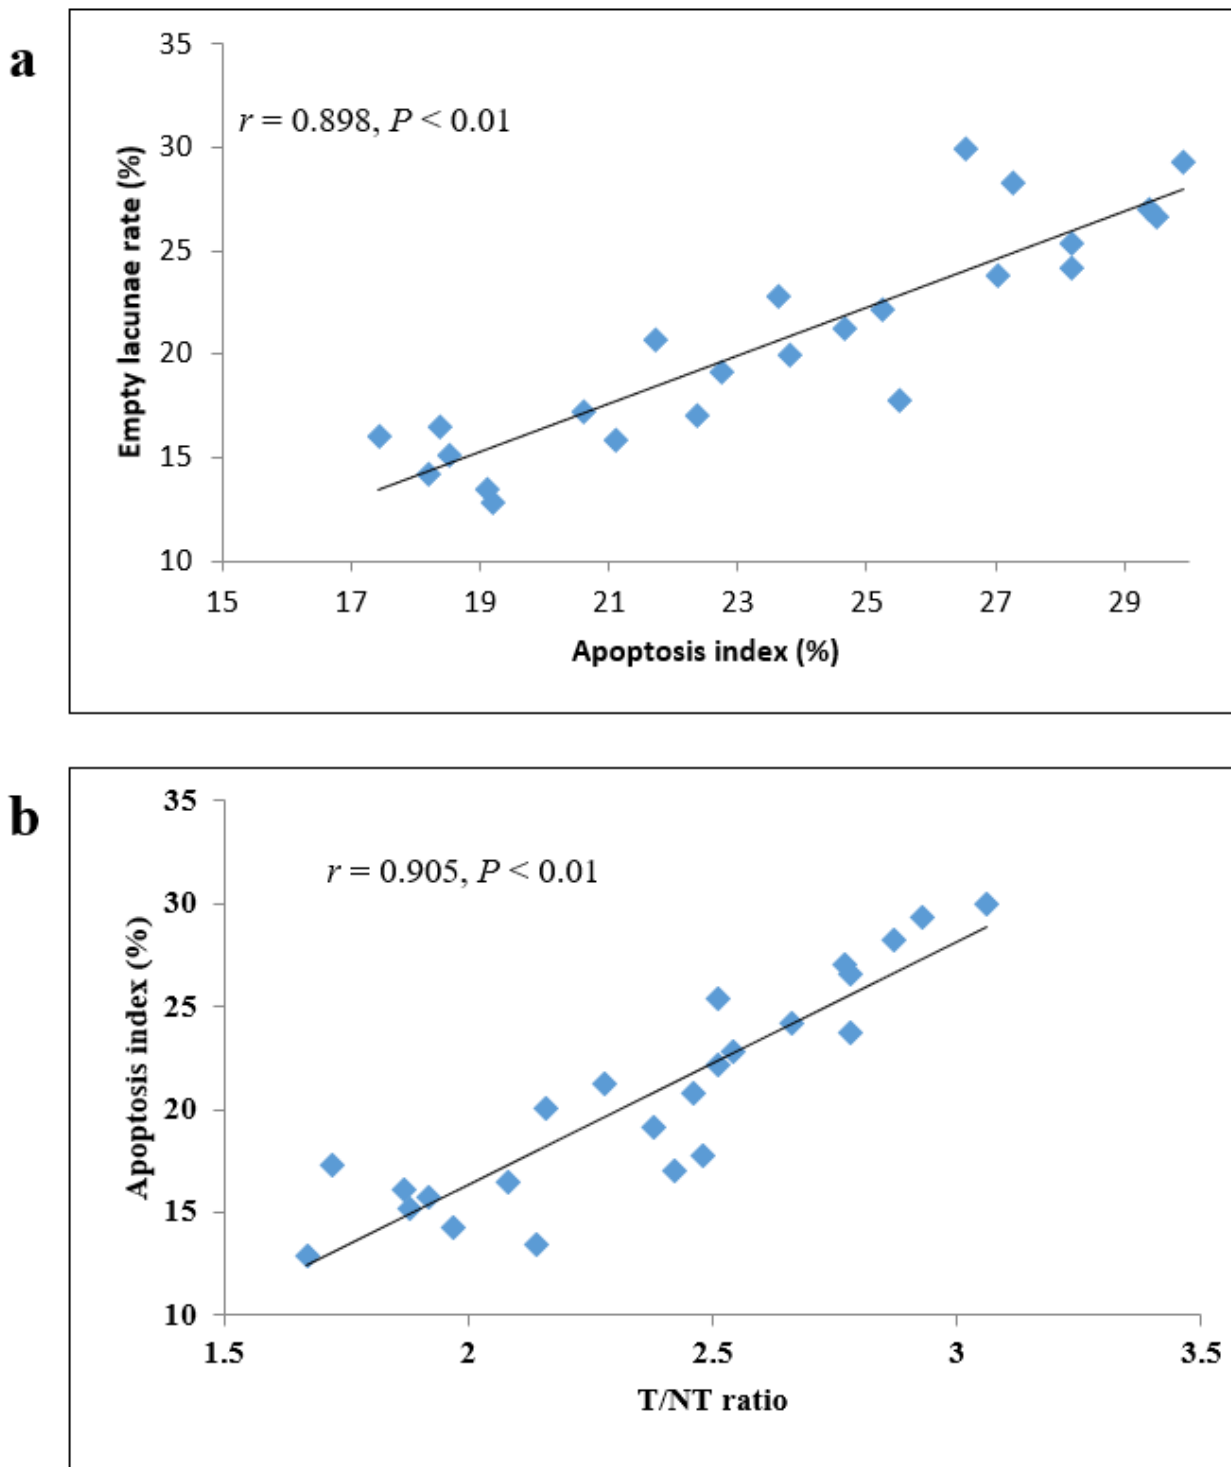 a
35
r = 0.898, P < 0.01
30
25
20
15
10
Empty lacunae rate (%)
15 17 19 21 23 25 27 29
Apoptosis index (%)
b
35
r = 0.905, P < 0.01
30
25
20
15
10
Apoptosis index (%)
1.5 2 2.5 3 3.5
T/NT ratio